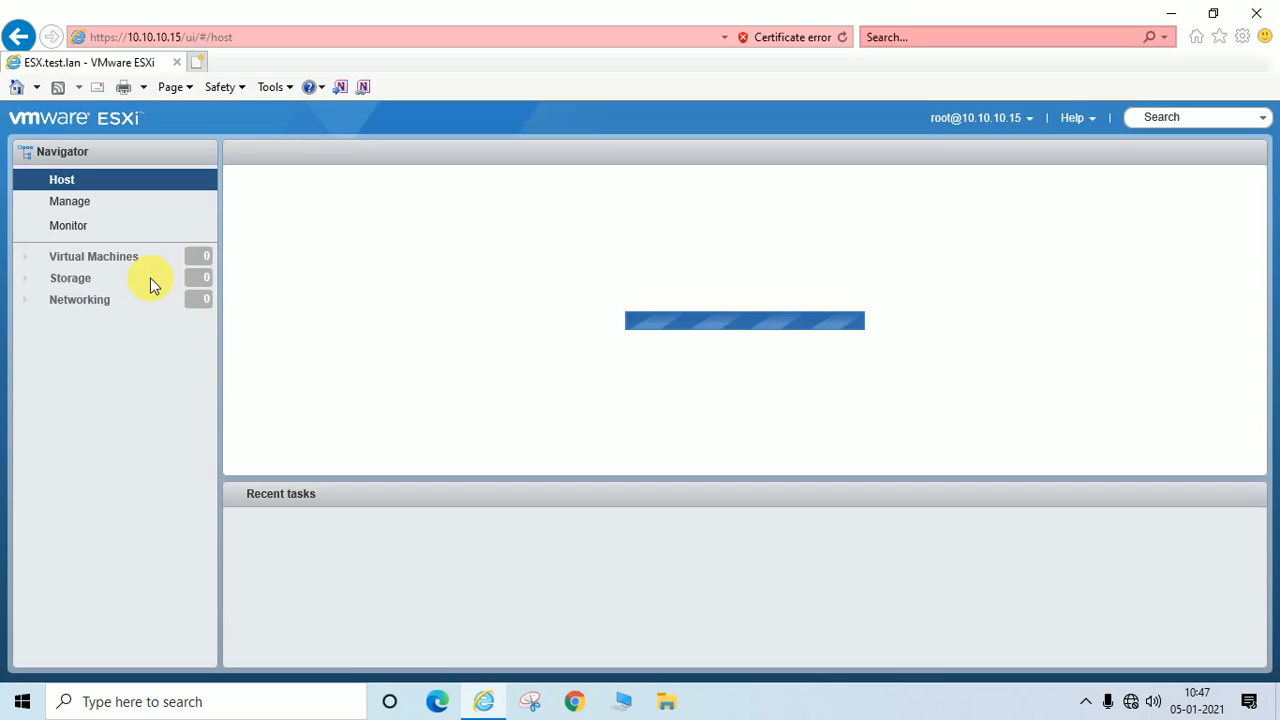 https://10.10.10.15/ui/#/host
Certificate error
Search...
ESX.test.lan - VMware ESXi
Page
Safety
Tools
vmware ESXi
root@10.10.10.15
|
Help
|
Search
Navigator
Host
Manage
Monitor
Virtual Machines 0
Storage 0
Networking 0
Recent tasks
Type here to search
10:47
05-01-2021